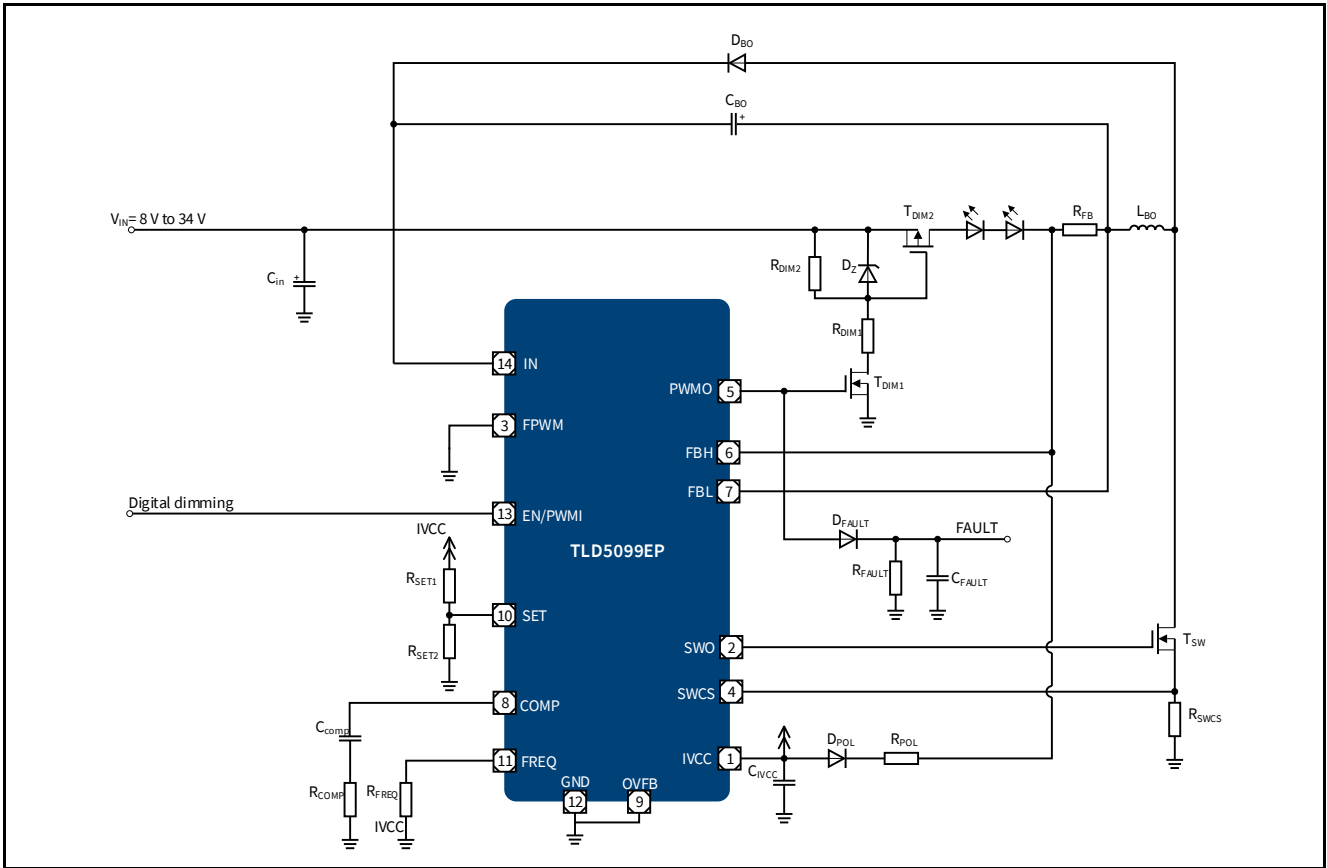 DBO
CBO
+
VIN= 8 V to 34 V
TDIM2
RFB
LBO
Cin
+
RDIM2
DZ
RDIM1
TDIM1
14 IN
PWMO 5
3 FPWM
FBH 6
FBL 7
Digital dimming
13 EN/PWMI
IVCC
DFAULT
FAULT
TLD5099EP
RSET1
RFAULT
CFAULT
10 SET
RSET2
SWO 2
TSW
SWCS 4
8 COMP
RSWCS
Ccomp
DPOL
RPOL
11 FREQ
IVCC 1
CIVCC
GND
OVFB
RCOMP
RFREQ
12
9
IVCC